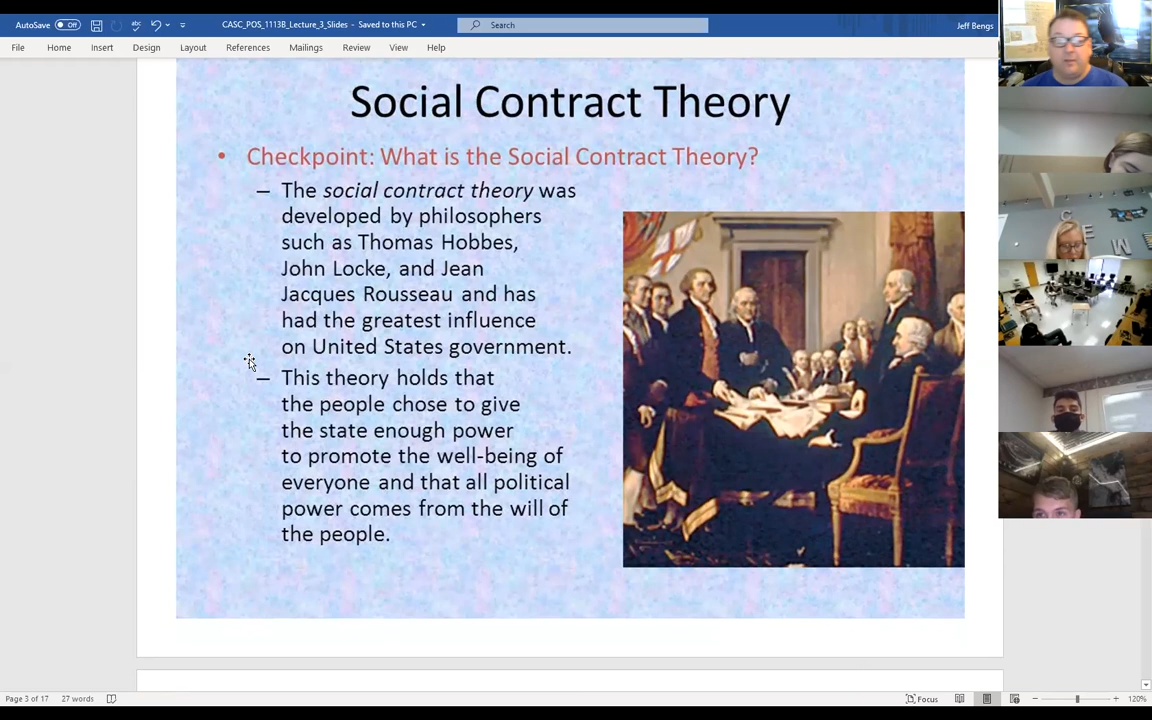 AutoSave Off CASC_POS_1113B_Lecture_3_Slides - Saved to this PC Search Jeff Bengs
File Home Insert Design Layout References Mailings Review View Help
Social Contract Theory
• Checkpoint: What is the Social Contract Theory?
– The social contract theory was
developed by philosophers
such as Thomas Hobbes,
John Locke, and Jean
Jacques Rousseau and has
had the greatest influence
on United States government.
– This theory holds that
the people chose to give
the state enough power
to promote the well-being of
everyone and that all political
power comes from the will of
the people.
C
E W
Page 3 of 17 27 words Focus 120%